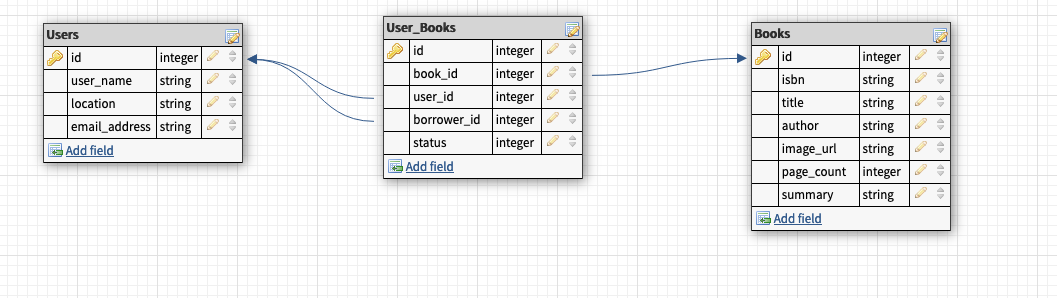 Users
id integer
user_name string
location string
email_address string
Add field
User_Books
id integer
book_id integer
user_id integer
borrower_id integer
status integer
Add field
Books
id integer
isbn string
title string
author string
image_url string
page_count integer
summary string
Add field